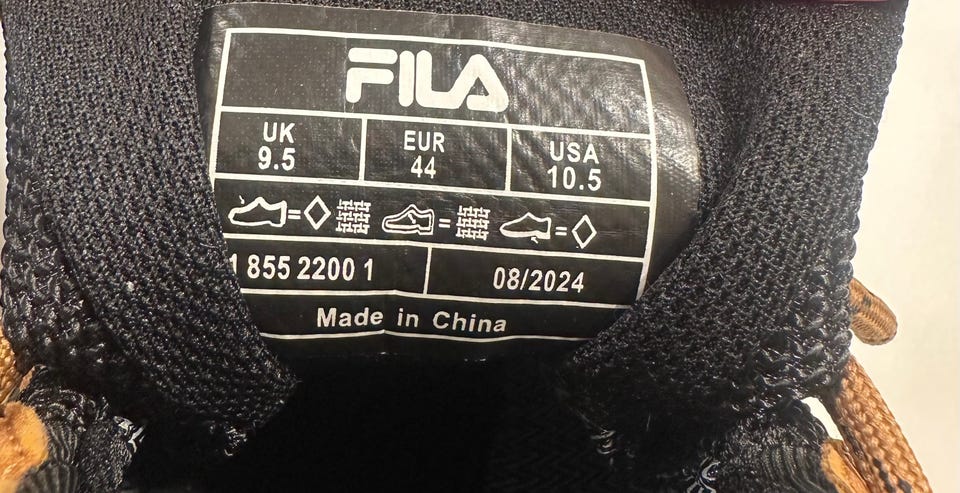 FILA
UK EUR USA
9.5 44 10.5
1 855 2200 1 08/2024
Made in China